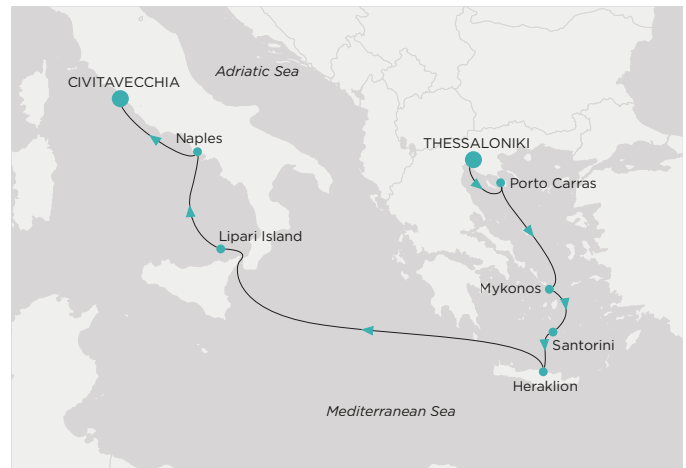 Adriatic Sea
CIVITAVECCHIA
Naples
THESSALONIKI
Porto Carras
Lipari Island
Mykonos
Santorini
Heraklion
Mediterranean Sea